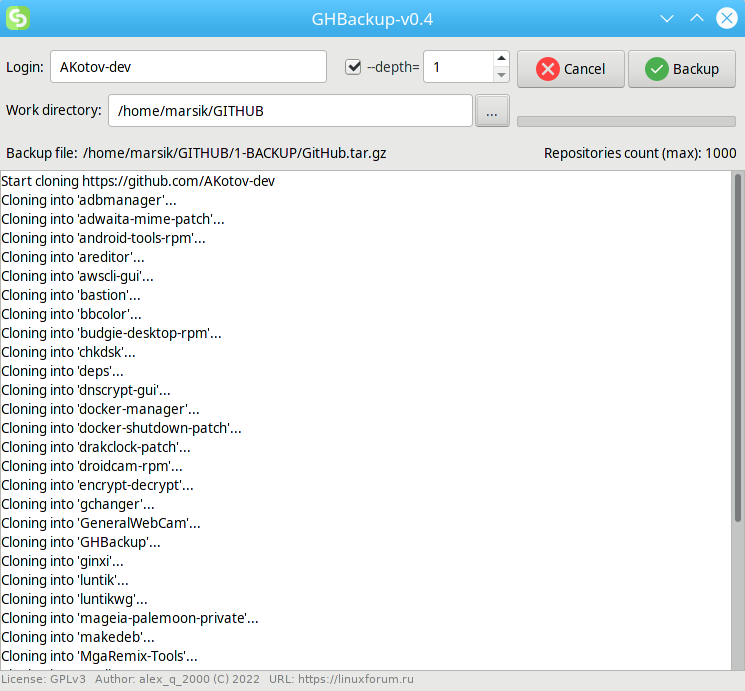 GHBackup-v0.4
Login: AKotov-dev --depth= 1 Cancel Backup
Work directory: /home/marsik/GITHUB ...
Backup file: /home/marsik/GITHUB/1-BACKUP/GitHub.tar.gz Repositories count (max): 1000
Start cloning https://github.com/AKotov-dev
Cloning into 'adbmanager'...
Cloning into 'adwaita-mime-patch'...
Cloning into 'android-tools-rpm'...
Cloning into 'areditor'...
Cloning into 'awscli-gui'...
Cloning into 'bastion'...
Cloning into 'bbcolor'...
Cloning into 'budgie-desktop-rpm'...
Cloning into 'chkdsk'...
Cloning into 'deps'...
Cloning into 'dnscrypt-gui'...
Cloning into 'docker-manager'...
Cloning into 'docker-shutdown-patch'...
Cloning into 'drakclock-patch'...
Cloning into 'droidcam-rpm'...
Cloning into 'encrypt-decrypt'...
Cloning into 'gchanger'...
Cloning into 'GeneralWebCam'...
Cloning into 'GHBackup'...
Cloning into 'ginxi'...
Cloning into 'luntik'...
Cloning into 'luntikwg'...
Cloning into 'mageia-palemoon-private'...
Cloning into 'makedeb'...
Cloning into 'MgaRemix-Tools'...
License: GPLv3 Author: alex_q_2000 (C) 2022 URL: https://linuxforum.ru